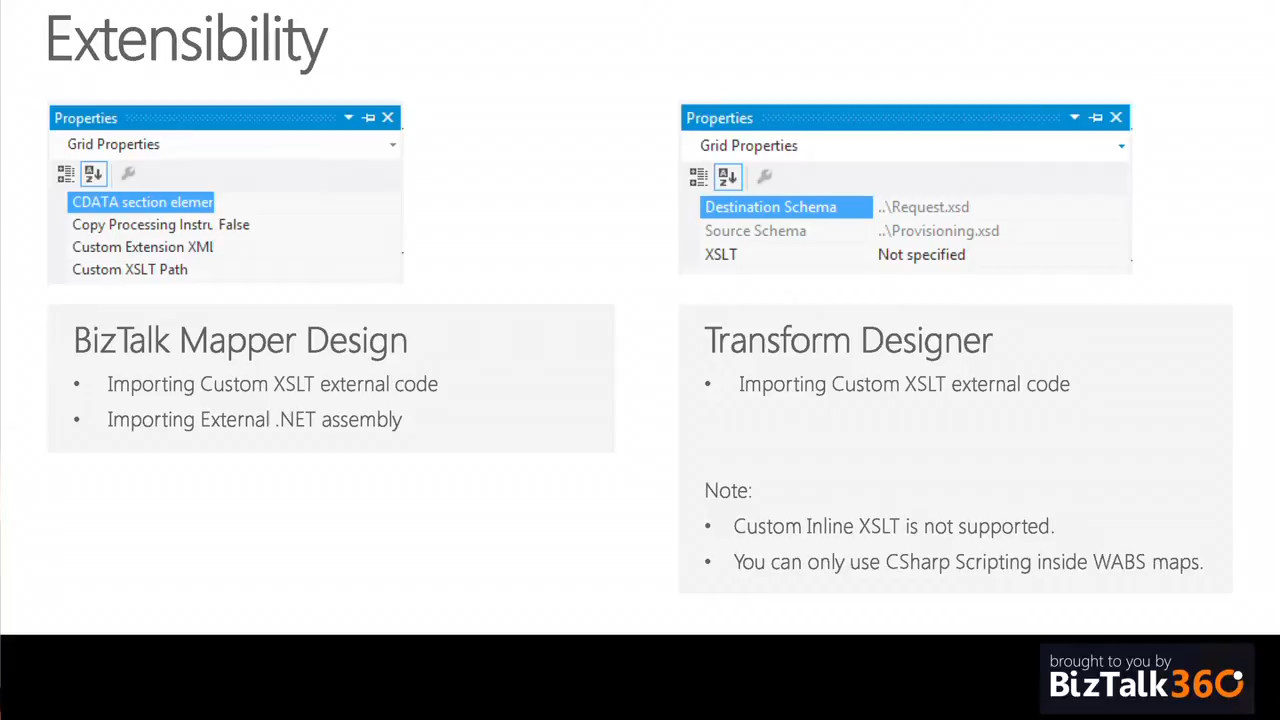 Extensibility
Properties
Grid Properties
CDATA section elemer
Copy Processing Instru False
Custom Extension XML
Custom XSLT Path
BizTalk Mapper Design
• Importing Custom XSLT external code
• Importing External .NET assembly
Properties
Grid Properties
Destination Schema ..\Request.xsd
Source Schema ..\Provisioning.xsd
XSLT Not specified
Transform Designer
• Importing Custom XSLT external code
Note:
• Custom Inline XSLT is not supported.
• You can only use CSharp Scripting inside WABS maps.
brought to you by
BizTalk360